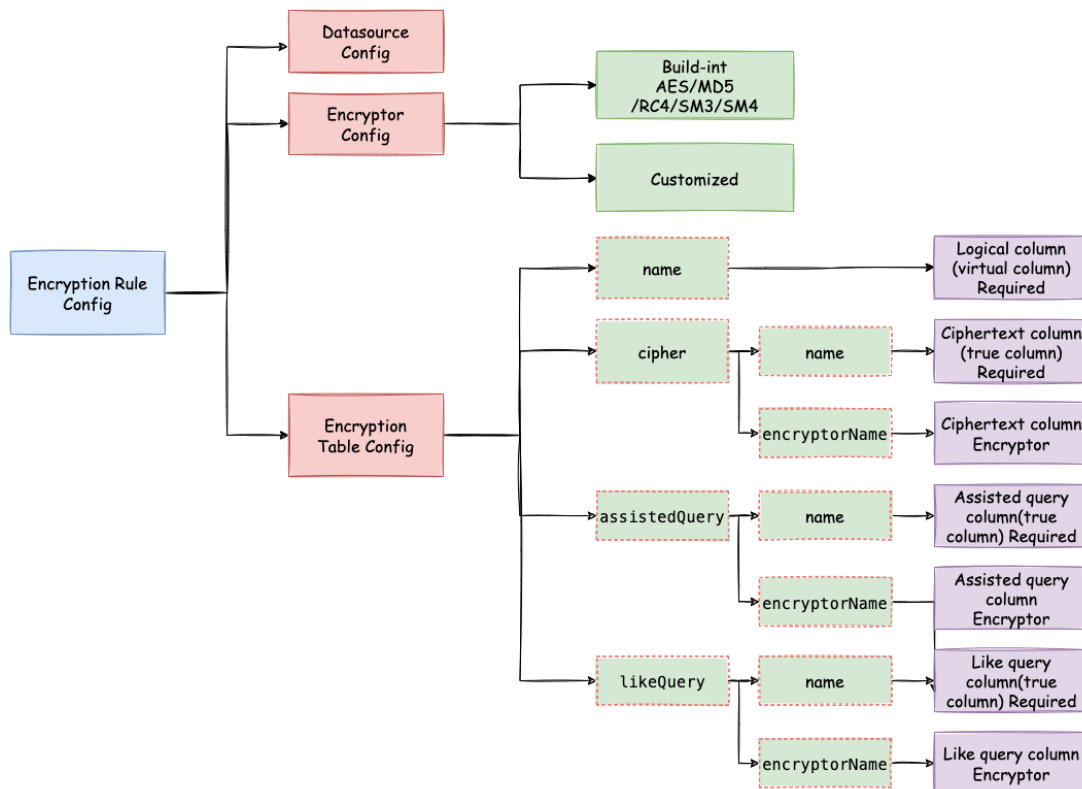 Datasource
Config
Build-int
AES/MD5
/RC4/SM3/SM4
Encryptor
Config
Customized
Encryption Rule
Config
name
Logical column
(virtual column)
Required
cipher
name
Ciphertext column
(true column)
Required
Encryption
Table Config
encryptorName
Ciphertext column
Encryptor
assistedQuery
name
Assisted query
column(true
column) Required
encryptorName
Assisted query
column
Encryptor
likeQuery
name
Like query
column(true
column) Required
encryptorName
Like query column
Encryptor